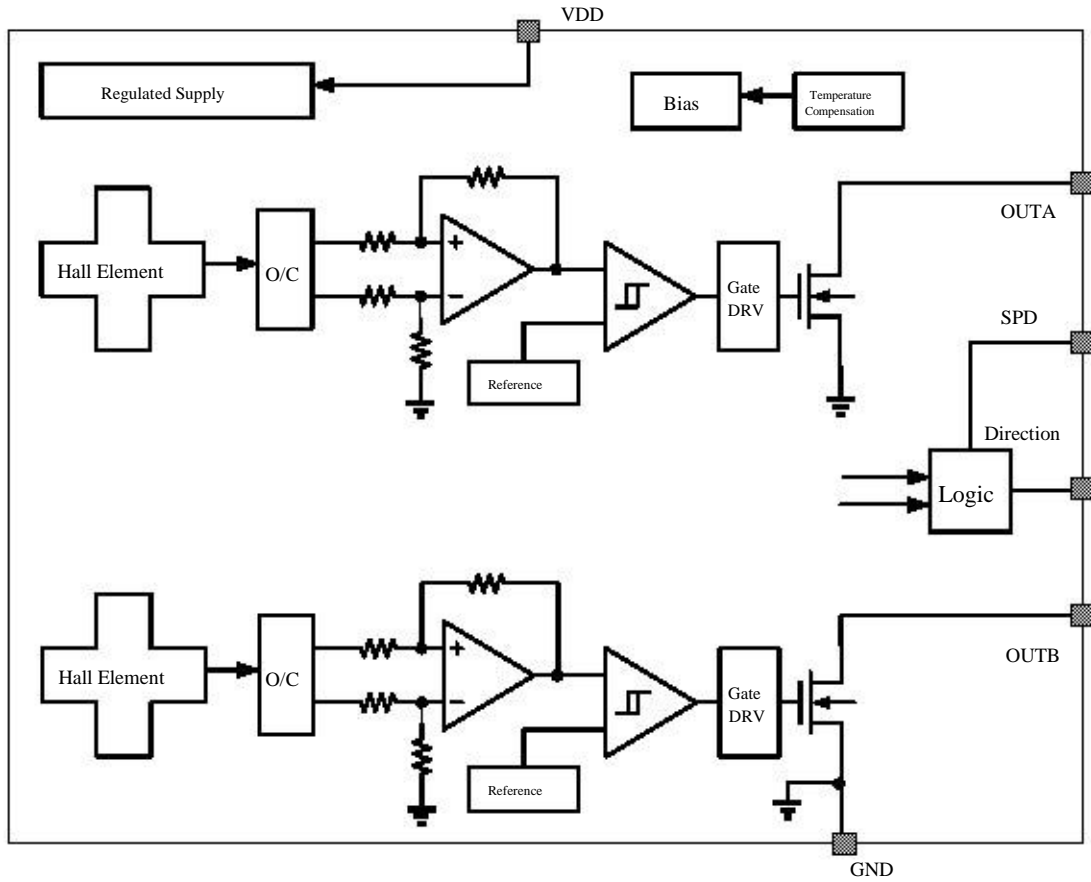 VDD
Regulated Supply
Bias
Temperature
Compensation
OUTA
Hall Element
O/C
+
−
Gate
DRV
Reference
SPD
Direction
Logic
Hall Element
O/C
+
−
Gate
DRV
Reference
OUTB
GND